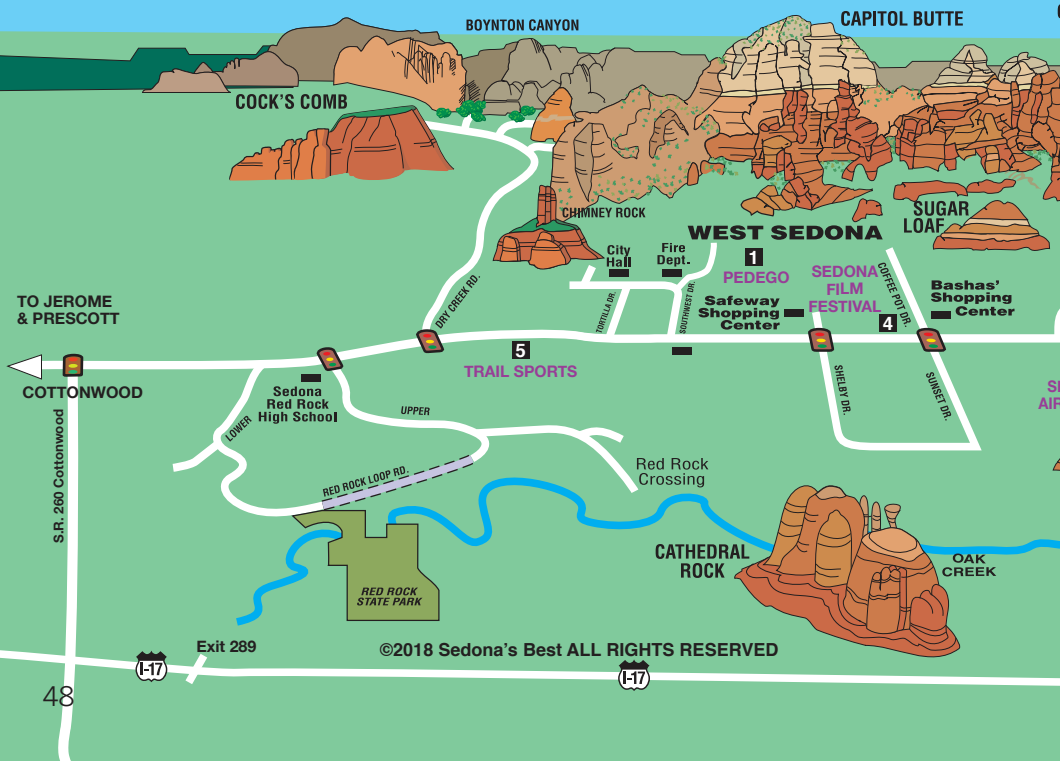 BOYNTON CANYON
CAPITOL BUTTE
COCK'S COMB
CHIMNEY ROCK
SUGAR
LOAF
WEST SEDONA
City
Hall
Fire
Dept.
1
PEDEGO
SEDONA
FILM
FESTIVAL
4
COFFEE POT DR.
Bashas'
Shopping
Center
Safeway
Shopping
Center
TO JEROME
& PRESCOTT
DRY CREEK RD.
TORTILLA DR.
SOUTHWEST DR.
5
TRAIL SPORTS
COTTONWOOD
Sedona
Red Rock
High School
LOWER
UPPER
SHELBY DR.
SUNSET DR.
S.R. 260 Cottonwood
RED ROCK LOOP RD.
Red Rock
Crossing
CATHEDRAL
ROCK
OAK
CREEK
RED ROCK
STATE PARK
Exit 289
©2018 Sedona's Best ALL RIGHTS RESERVED
I-17
I-17
48